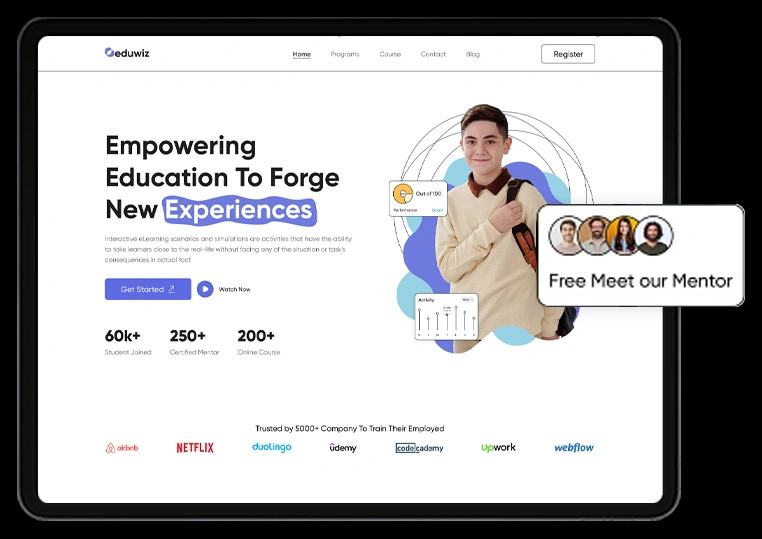 eduwiz
Home Programs Course Contact Blog Register
Empowering
Education To Forge
New Experiences
Interactive eLearning scenarios and simulations are activities that have the ability
to take learners close to the real-life without facing any of the situation or task's
consequences in actual fact
Get Started Watch Now
60k+ 250+ 200+
Student Joined Certified Mentor Online Course
Out of 100
Performance Good
Activity
Free Meet our Mentor
Trusted by 5000+ Company To Train Their Employed
airbnb NETFLIX duolingo ûdemy codecademy upwork webflow